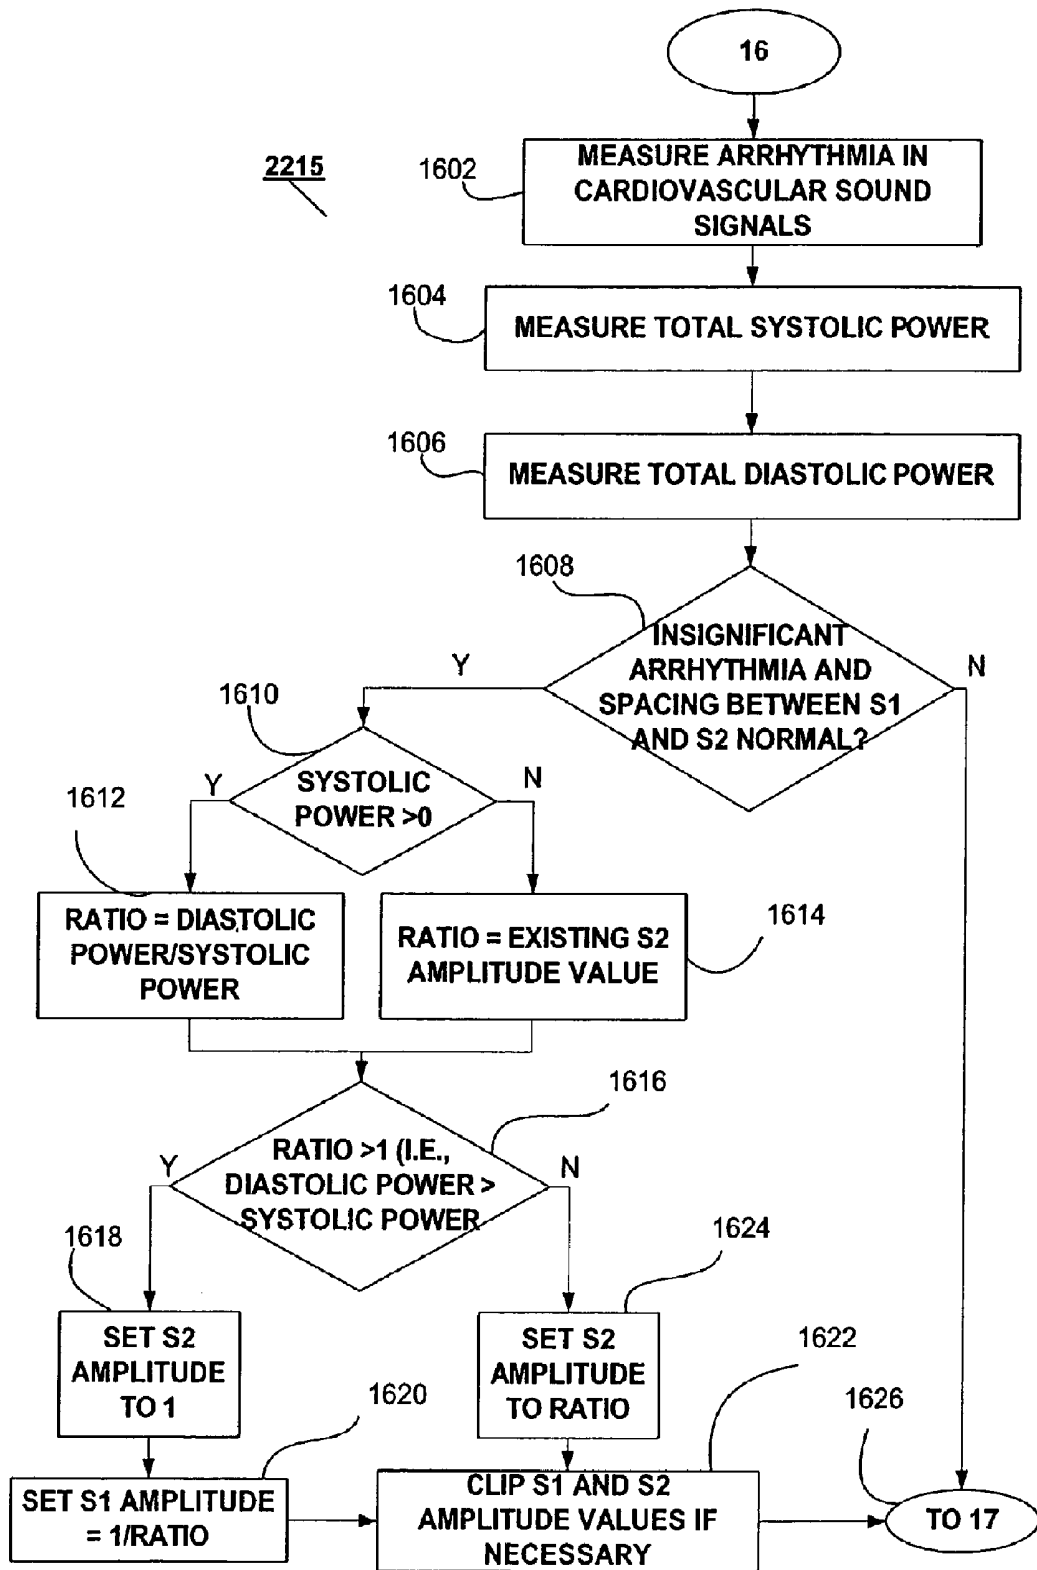 16
2215
1602
MEASURE ARRHYTHMIA IN
CARDIOVASCULAR SOUND
SIGNALS
1604
MEASURE TOTAL SYSTOLIC POWER
1606
MEASURE TOTAL DIASTOLIC POWER
1608
INSIGNIFICANT
ARRHYTHMIA AND
SPACING BETWEEN S1
AND S2 NORMAL?
Y
N
1610
SYSTOLIC
POWER >0
Y
N
1612
RATIO = DIASTOLIC
POWER/SYSTOLIC
POWER
RATIO = EXISTING S2
AMPLITUDE VALUE
1614
1616
RATIO >1 (I.E.,
DIASTOLIC POWER >
SYSTOLIC POWER
Y
N
1618
SET S2
AMPLITUDE
TO 1
1624
SET S2
AMPLITUDE
TO RATIO
1620
SET S1 AMPLITUDE
= 1/RATIO
1622
CLIP S1 AND S2
AMPLITUDE VALUES IF
NECESSARY
1626
TO 17